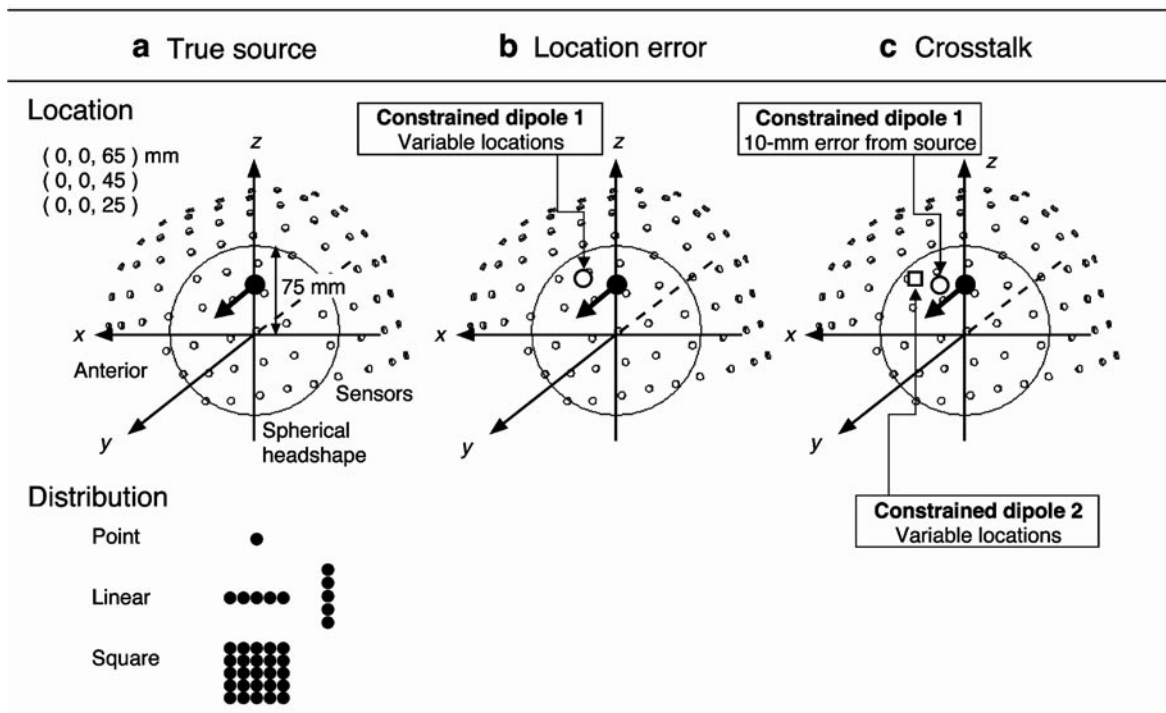 a True source
b Location error
c Crosstalk
Location
( 0, 0, 65 ) mm
( 0, 0, 45 )
( 0, 0, 25 )
z
75 mm
x
Anterior
y
Sensors
Spherical
headshape
Constrained dipole 1
Variable locations
z
x
y
Constrained dipole 1
10-mm error from source
z
x
y
Constrained dipole 2
Variable locations
Distribution
Point
Linear
Square